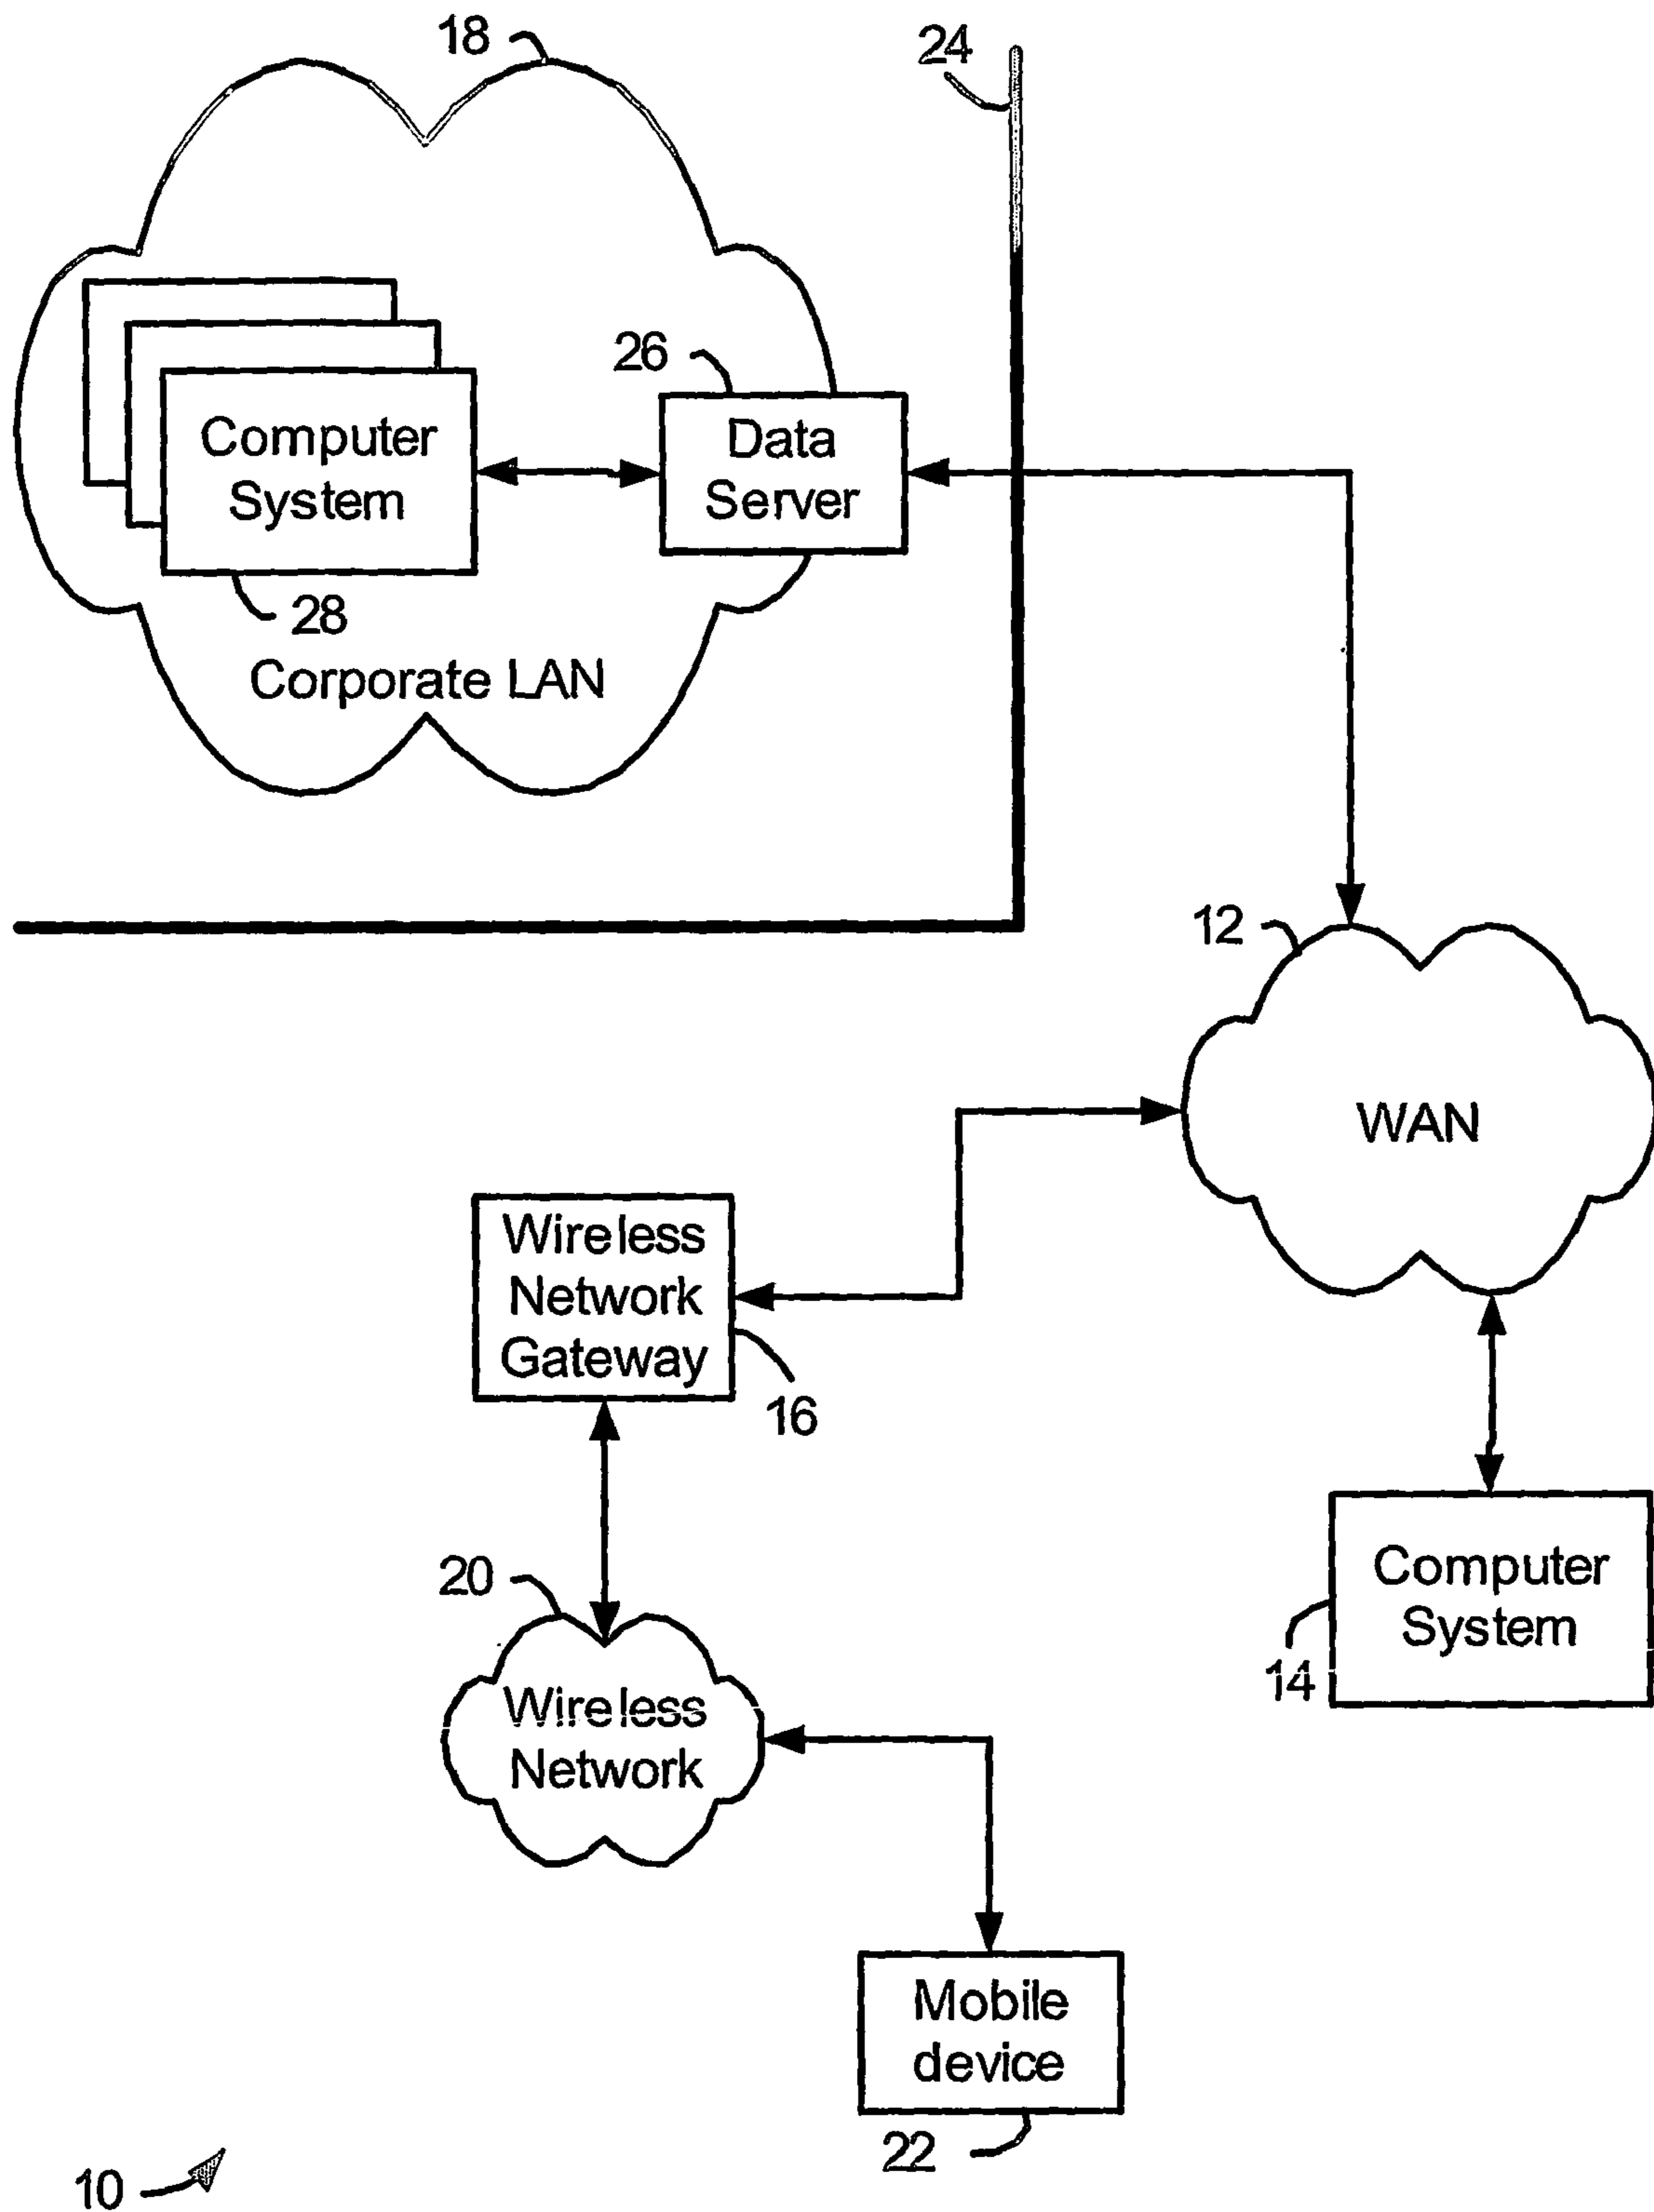 18
24
26
Computer
System
Data
Server
28
Corporate LAN
12
WAN
Wireless
Network
Gateway
16
20
Computer
System
14
Wireless
Network
Mobile
device
22
10